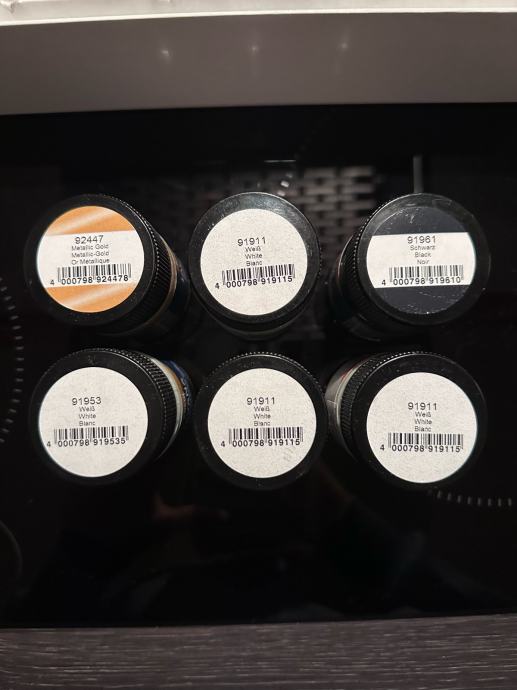 92447
Metallic Gold
Metallic-Gold
Or Métallique
4 000798 924478
91911
Weiß
White
Blanc
4 000798 919115
91961
Schwarz
Black
Noir
4 000798 919610
91953
Weiß
White
Blanc
4 000798 919535
91911
Weiß
White
Blanc
4 000798 919115
91911
Weiß
White
Blanc
4 000798 919115